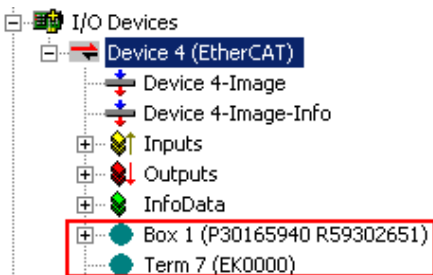 I/O Devices
Device 4 (EtherCAT)
Device 4-Image
Device 4-Image-Info
Inputs
Outputs
InfoData
Box 1 (P30165940 R59302651)
Term 7 (EK0000)